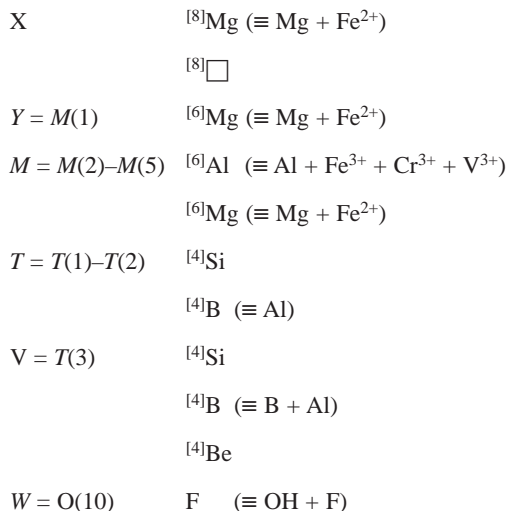 X [8]Mg (≡ Mg + Fe2+)
[8]□
Y = M(1) [6]Mg (≡ Mg + Fe2+)
M = M(2)–M(5) [6]Al (≡ Al + Fe3+ + Cr3+ + V3+)
[6]Mg (≡ Mg + Fe2+)
T = T(1)–T(2) [4]Si
[4]B (≡ Al)
V = T(3) [4]Si
[4]B (≡ B + Al)
[4]Be
W = O(10) F (≡ OH + F)